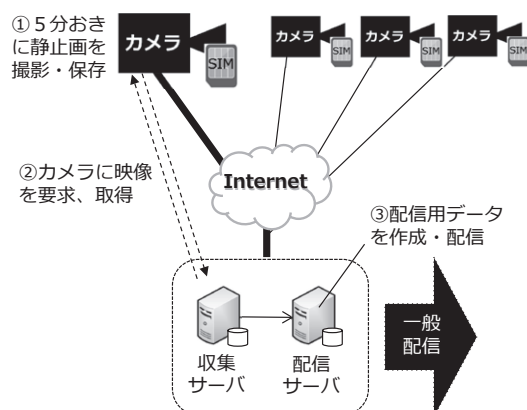 ①５分おき
に静止画を
撮影・保存
カメラ
SIM
カメラ
SIM
カメラ
SIM
カメラ
SIM
②カメラに映像
を要求、取得
Internet
③配信用データ
を作成・配信
収集
サーバ
配信
サーバ
一般
配信